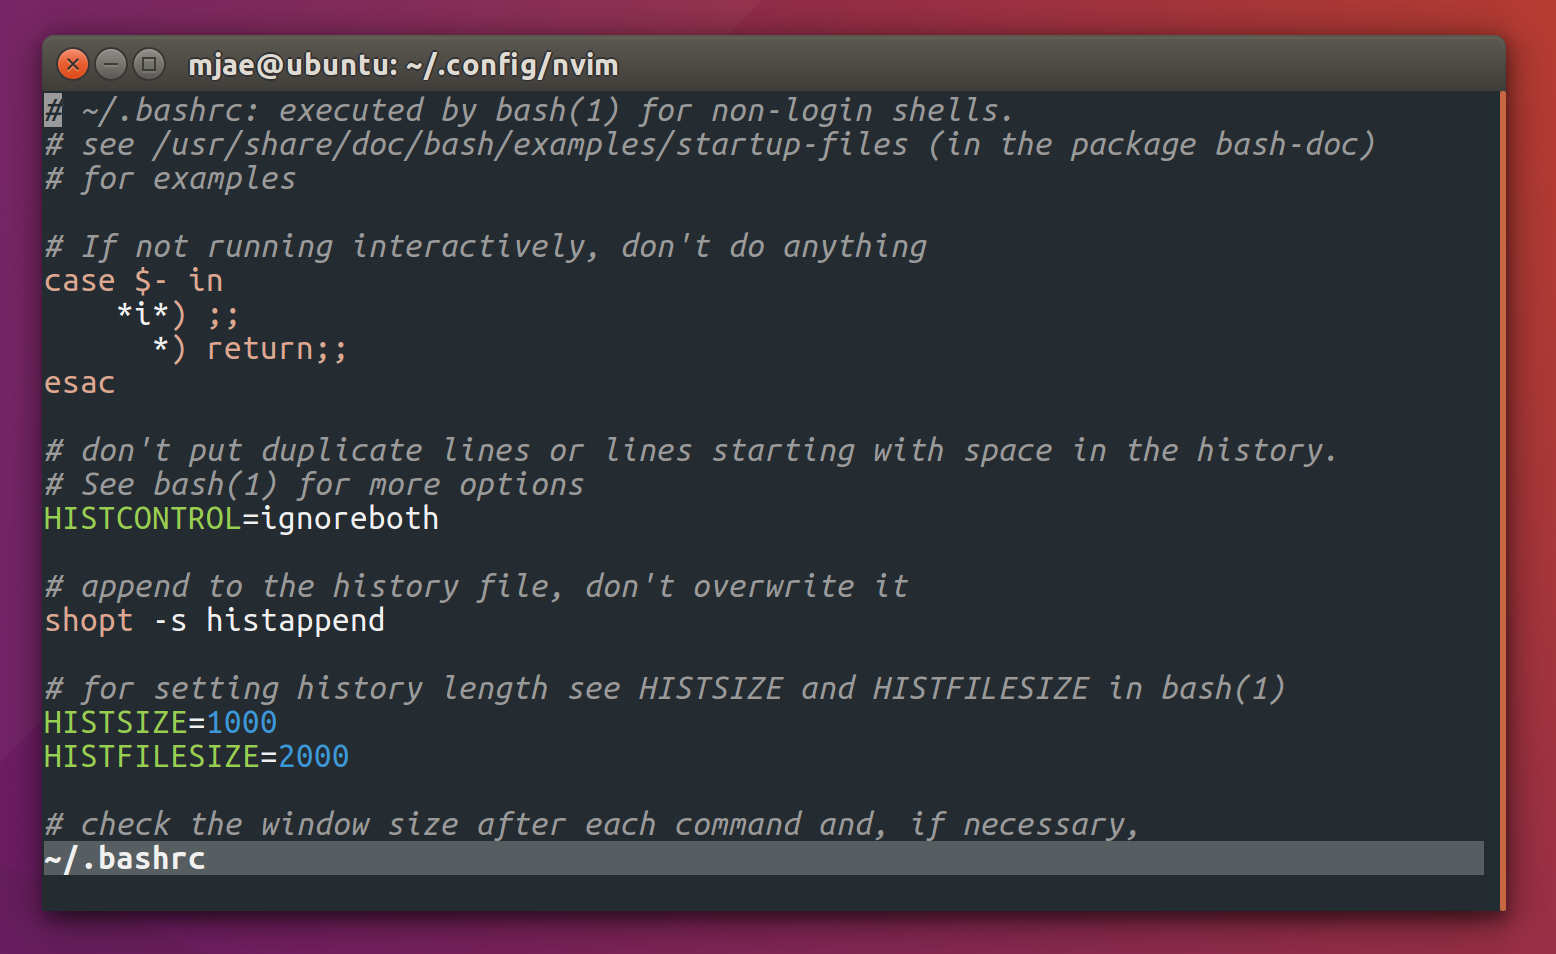 mjae@ubuntu: ~/.config/nvim
# ~/.bashrc: executed by bash(1) for non-login shells.
# see /usr/share/doc/bash/examples/startup-files (in the package bash-doc)
# for examples

# If not running interactively, don't do anything
case $- in
    *i*) ;;
      *) return;;
esac

# don't put duplicate lines or lines starting with space in the history.
# See bash(1) for more options
HISTCONTROL=ignoreboth

# append to the history file, don't overwrite it
shopt -s histappend

# for setting history length see HISTSIZE and HISTFILESIZE in bash(1)
HISTSIZE=1000
HISTFILESIZE=2000

# check the window size after each command and, if necessary,
~/.bashrc